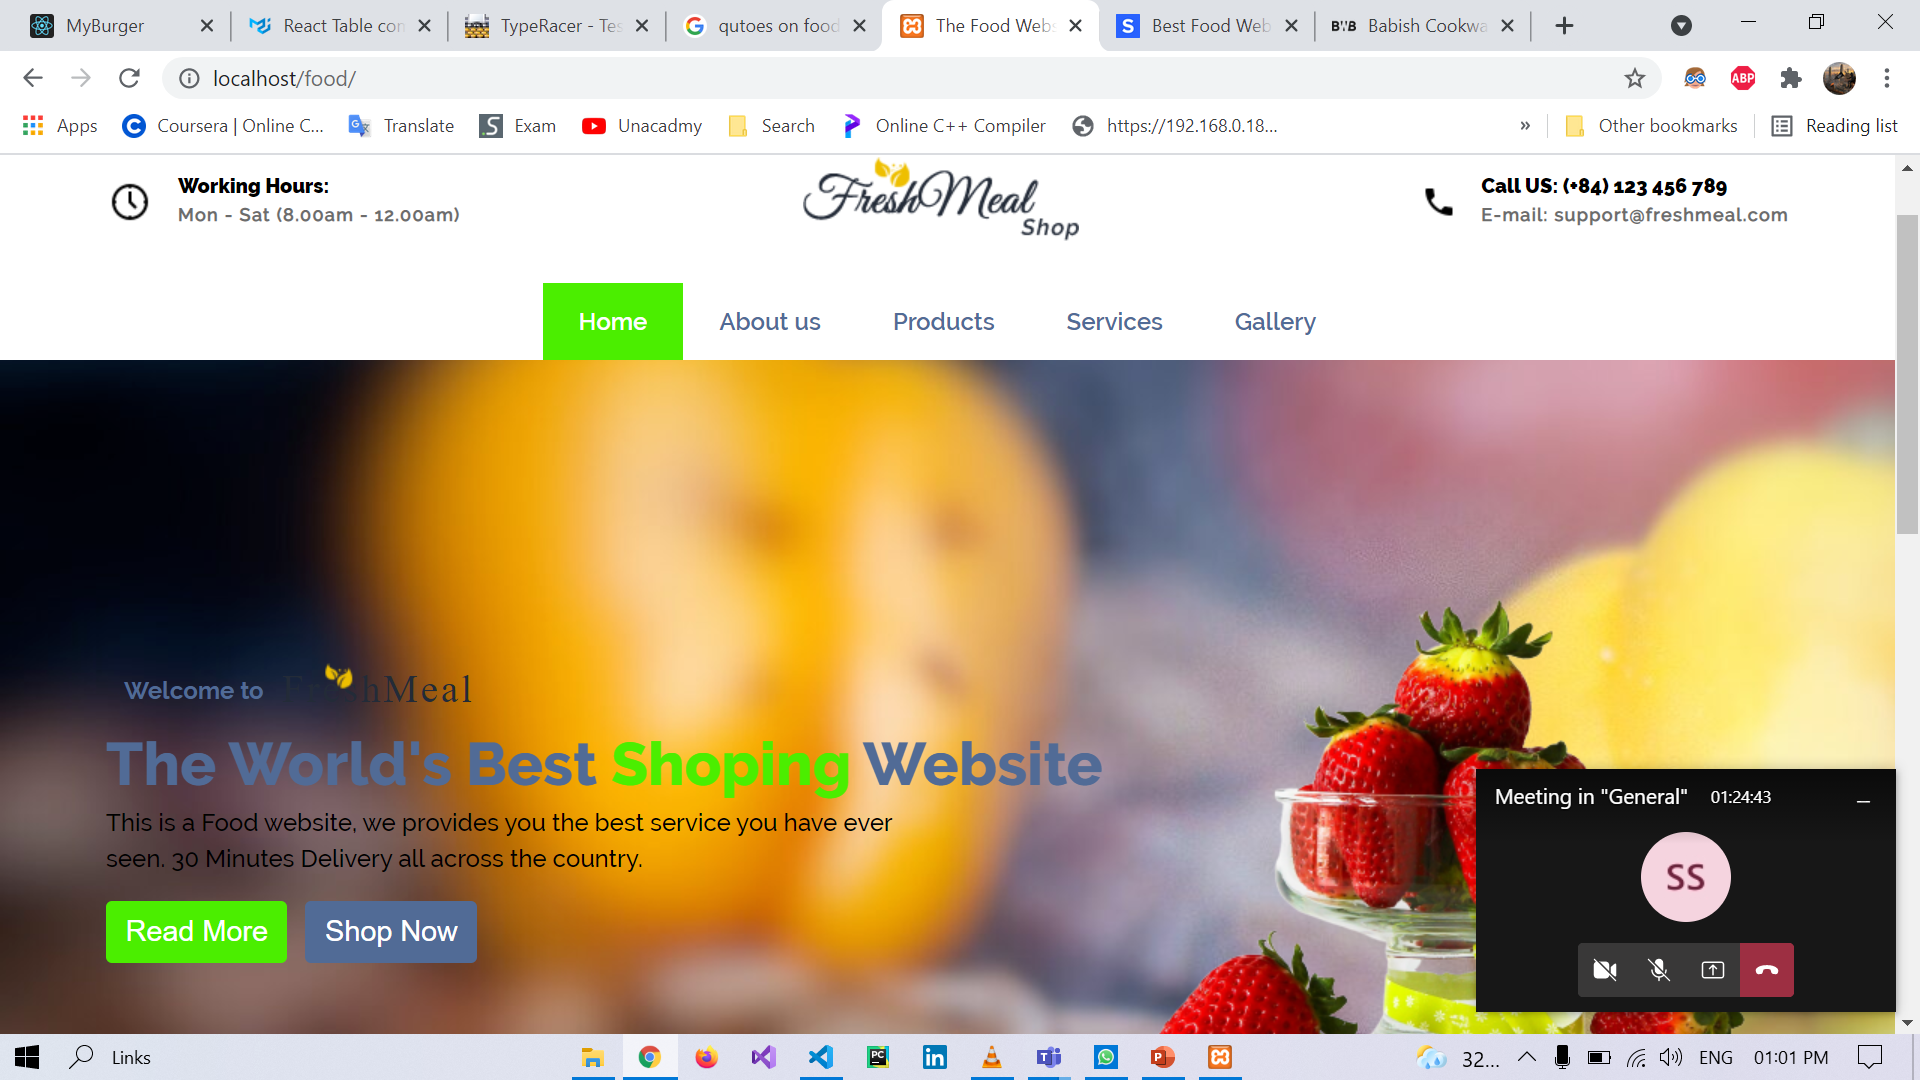 MyBurger
React Table con
TypeRacer - Tes
qutoes on food
The Food Webs
Best Food Web
BWB Babish Cookwa
localhost/food/
ABP
Apps
Coursera | Online C...
Translate
Exam
Unacadmy
Search
Online C++ Compiler
https://192.168.0.18...
»
Other bookmarks
Reading list
Working Hours:
Mon - Sat (8.00am - 12.00am)
FreshMeal
Shop
Call US: (+84) 123 456 789
E-mail: support@freshmeal.com
Home
About us
Products
Services
Gallery
Welcome to FreshMeal
The World's Best Shoping Website
This is a Food website, we provides you the best service you have ever
seen. 30 Minutes Delivery all across the country.
Read More
Shop Now
Meeting in "General" 01:24:43
SS
Links
32...
ENG
01:01 PM